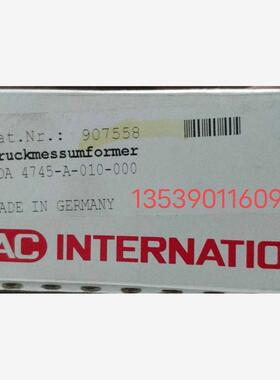 at.Nr.: 907558
ruckmessumformer
DA 4745-A-010-000
13539011609
ADE IN GERMANY
AC INTERNATIO